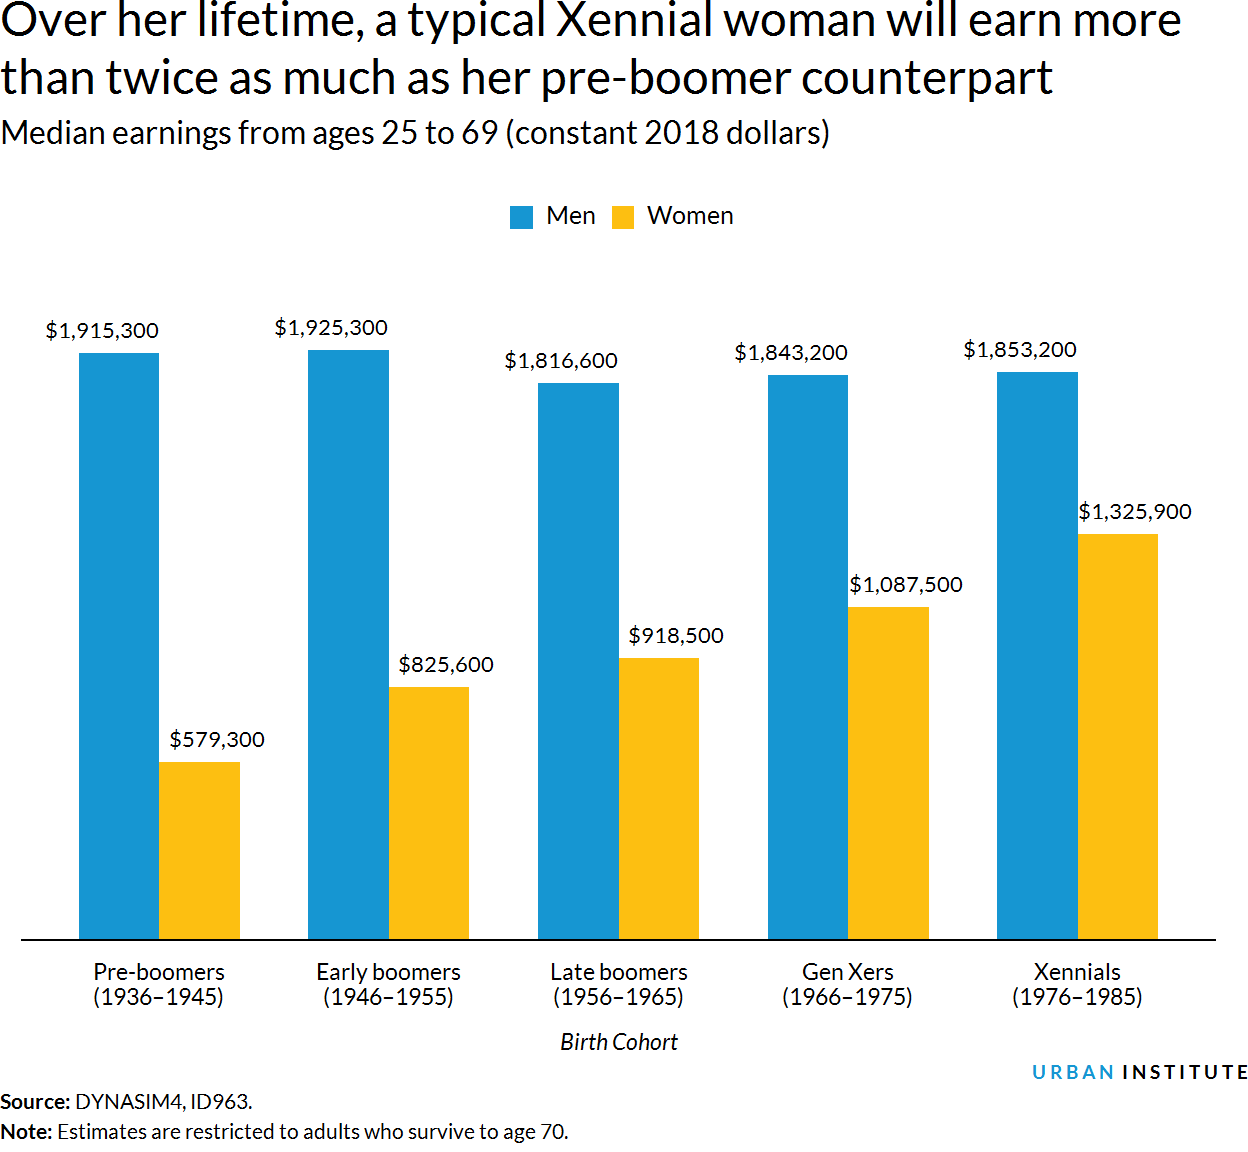 Over her lifetime, a typical Xennial woman will earn more
than twice as much as her pre-boomer counterpart
Median earnings from ages 25 to 69 (constant 2018 dollars)
Men Women
$1,915,300
$579,300
$1,925,300
$825,600
$1,816,600
$918,500
$1,843,200
$1,087,500
$1,853,200
$1,325,900
Pre-boomers
(1936–1945)
Early boomers
(1946–1955)
Late boomers
(1956–1965)
Gen Xers
(1966–1975)
Xennials
(1976–1985)
Birth Cohort
URBAN INSTITUTE
Source: DYNASIM4, ID963.
Note: Estimates are restricted to adults who survive to age 70.